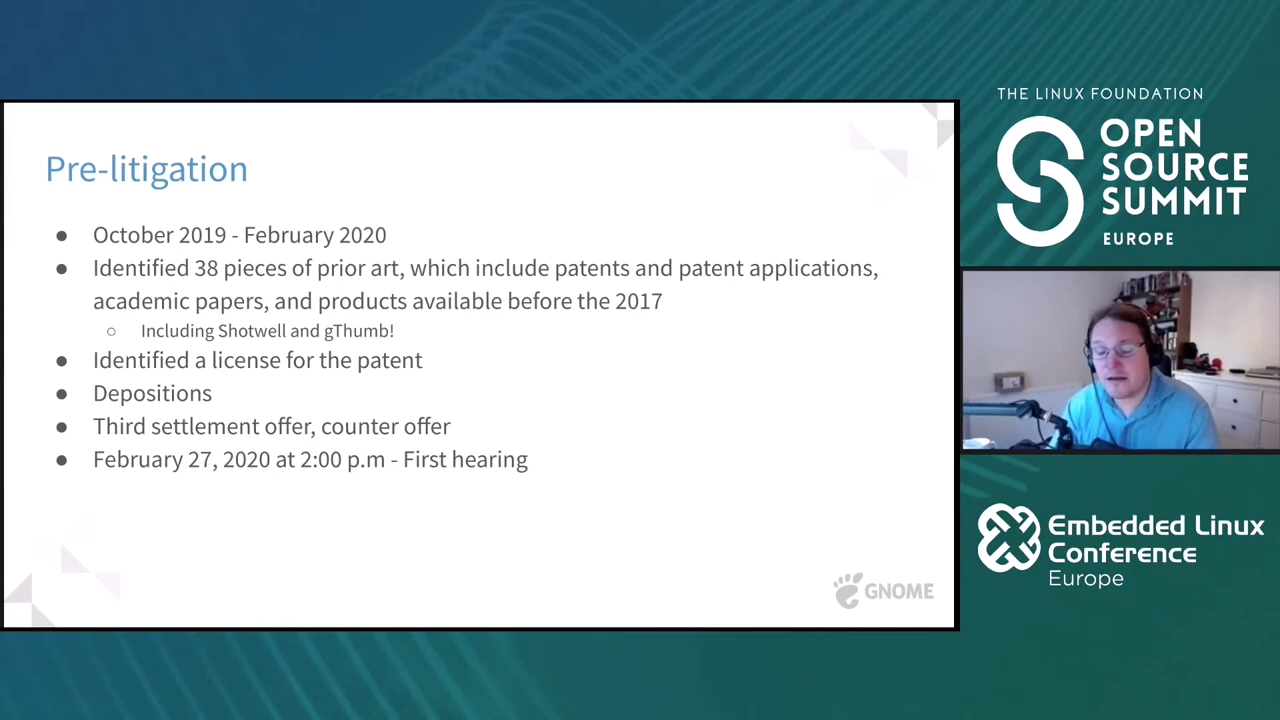 Pre-litigation
● October 2019 - February 2020
● Identified 38 pieces of prior art, which include patents and patent applications,
academic papers, and products available before the 2017
○ Including Shotwell and gThumb!
● Identified a license for the patent
● Depositions
● Third settlement offer, counter offer
● February 27, 2020 at 2:00 p.m - First hearing
GNOME
THE LINUX FOUNDATION
OPEN
SOURCE
SUMMIT
EUROPE
Embedded Linux
Conference
Europe